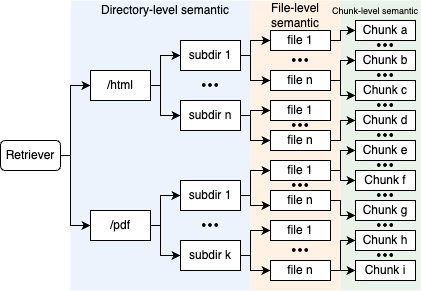 Directory-level semantic
File-level
semantic
Chunk-level semantic
Retriever
/html
/pdf
subdir 1
•••
subdir n
subdir 1
•••
subdir k
file 1
•••
file n
file 1
•••
file n
file 1
•••
file n
file 1
•••
file n
Chunk a
•••
Chunk b
•••
Chunk c
•••
Chunk d
•••
Chunk e
•••
Chunk f
•••
Chunk g
•••
Chunk h
•••
Chunk i